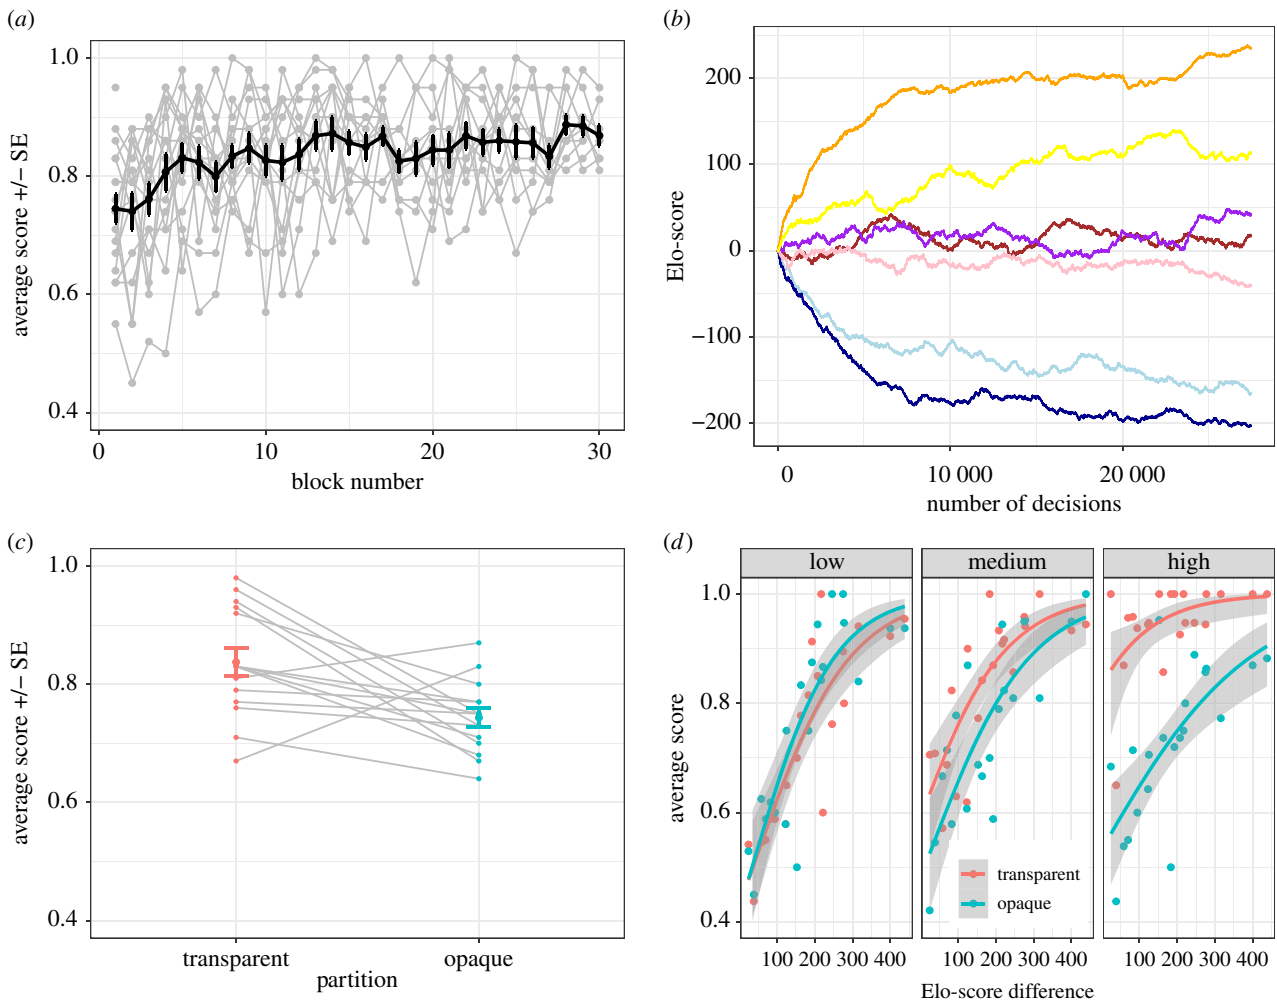 (a)
average score +/– SE
1.0
0.8
0.6
0.4
0
10
20
30
block number
(b)
Elo-score
200
100
0
−100
−200
0
10 000
20 000
number of decisions
(c)
average score +/– SE
1.0
0.8
0.6
0.4
transparent
opaque
partition
(d)
low
medium
high
average score
1.0
0.8
0.6
0.4
transparent
opaque
100 200 300 400
100 200 300 400
100 200 300 400
Elo-score difference